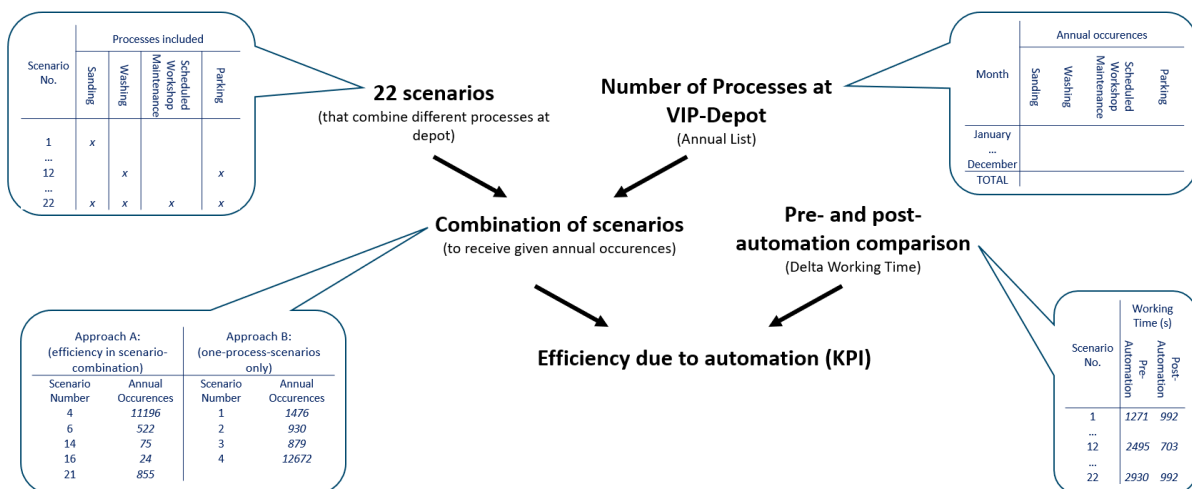 Processes included
Scenario
No.
Sanding
Washing
Scheduled
Workshop
Maintenance
Parking
1 x
...
12 x x
...
22 x x x x
22 scenarios
(that combine different processes at
depot)
Number of Processes at
VIP-Depot
(Annual List)
Annual occurences
Month
Sanding
Washing
Scheduled
Workshop
Maintenance
Parking
January
...
December
TOTAL
Combination of scenarios
(to receive given annual occurences)
Pre- and post-
automation comparison
(Delta Working Time)
Efficiency due to automation (KPI)
Approach A:
(efficiency in scenario-
combination)
Approach B:
(one-process-scenarios
only)
Scenario Annual Scenario Annual
Number Occurences Number Occurences
4 11196 1 1476
6 522 2 930
14 75 3 879
16 24 4 12672
21 855
Working
Time (s)
Scenario
No.
Pre-
Automation
Post-
Automation
1 1271 992
...
12 2495 703
...
22 2930 992